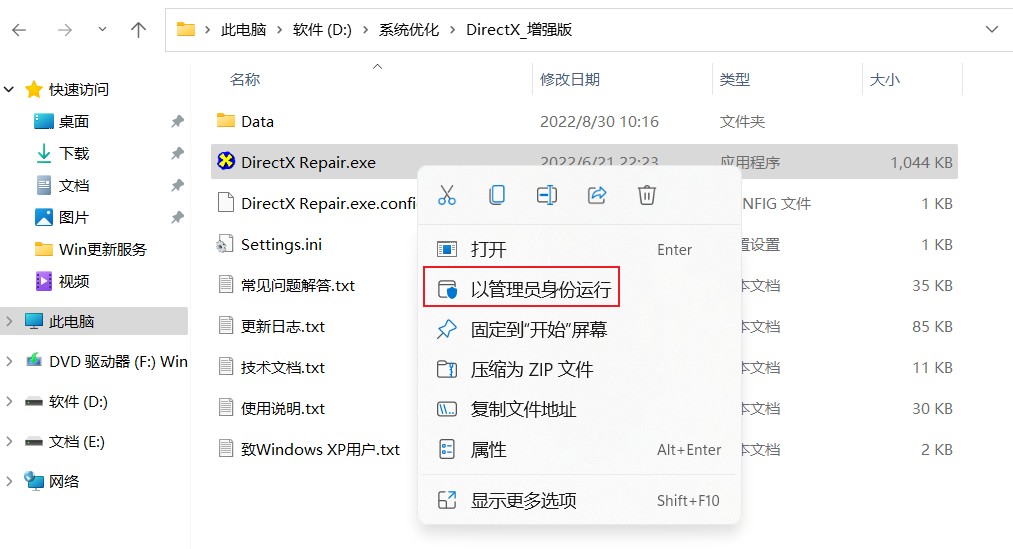 此电脑 › 软件 (D:) › 系统优化 › DirectX_增强版
名称 修改日期 类型 大小
快速访问
桌面
下载
文档
图片
Win更新服务
视频
此电脑
DVD 驱动器 (F:) Win
软件 (D:)
文档 (E:)
网络
Data 2022/8/30 10:16 文件夹
DirectX Repair.exe 2022/6/21 22:23 应用程序 1,044 KB
DirectX Repair.exe.confi NFIG 文件 1 KB
Settings.ini 置设置 1 KB
常见问题解答.txt 本文档 35 KB
更新日志.txt 本文档 85 KB
技术文档.txt 本文档 11 KB
使用说明.txt 本文档 30 KB
致Windows XP用户.txt 本文档 2 KB
打开 Enter
以管理员身份运行
固定到"开始"屏幕
压缩为 ZIP 文件
复制文件地址
属性 Alt+Enter
显示更多选项 Shift+F10